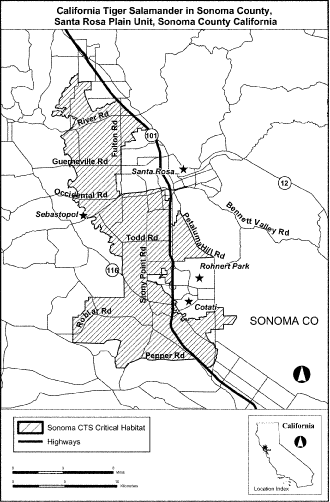 California Tiger Salamander in Sonoma County,
Santa Rosa Plain Unit, Sonoma County California
River Rd
Fulton Rd
101
Guerneville Rd
Santa Rosa
12
Occidental Rd
Sebastopol
Bennett Valley Rd
Petaluma Hill Rd
Todd Rd
Stony Point Rd
116
Rohnert Park
Cotati
Roblar Rd
SONOMA CO
Pepper Rd
Sonoma CTS Critical Habitat
Highways
Miles
Kilometers
California
Location Index